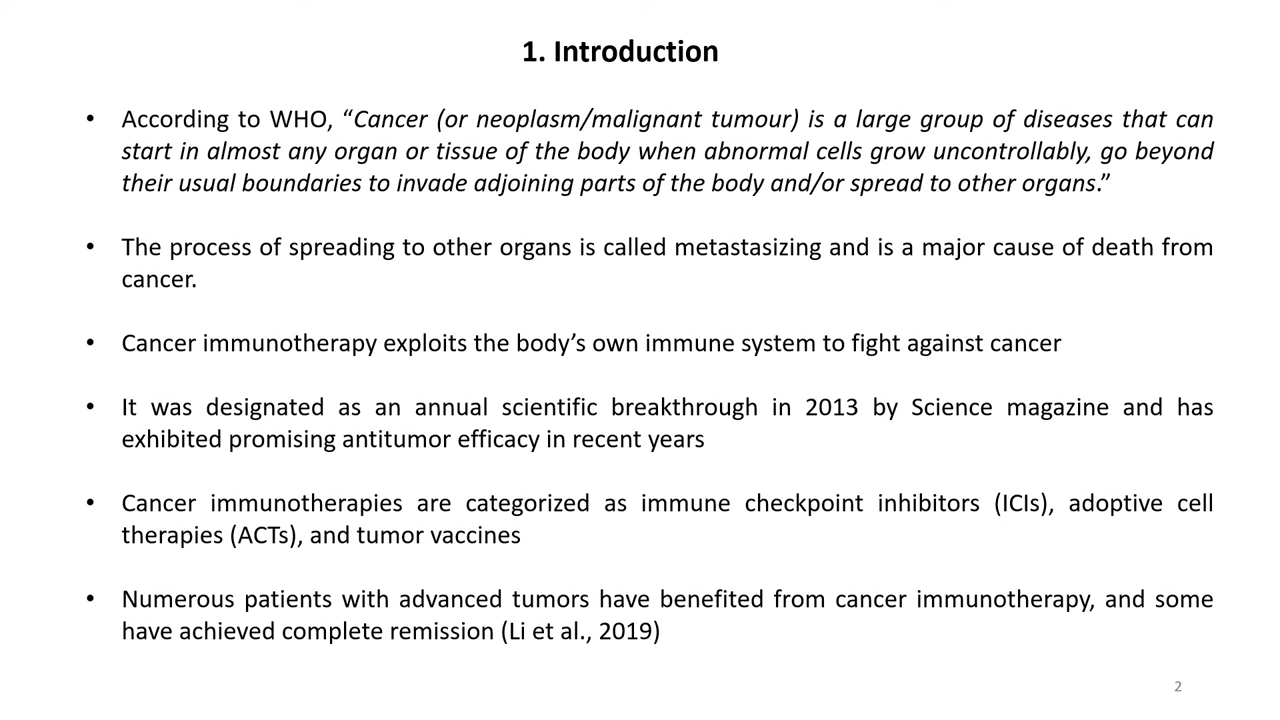 1. Introduction
• According to WHO, “Cancer (or neoplasm/malignant tumour) is a large group of diseases that can
start in almost any organ or tissue of the body when abnormal cells grow uncontrollably, go beyond
their usual boundaries to invade adjoining parts of the body and/or spread to other organs.”
• The process of spreading to other organs is called metastasizing and is a major cause of death from
cancer.
• Cancer immunotherapy exploits the body’s own immune system to fight against cancer
• It was designated as an annual scientific breakthrough in 2013 by Science magazine and has
exhibited promising antitumor efficacy in recent years
• Cancer immunotherapies are categorized as immune checkpoint inhibitors (ICIs), adoptive cell
therapies (ACTs), and tumor vaccines
• Numerous patients with advanced tumors have benefited from cancer immunotherapy, and some
have achieved complete remission (Li et al., 2019)
2